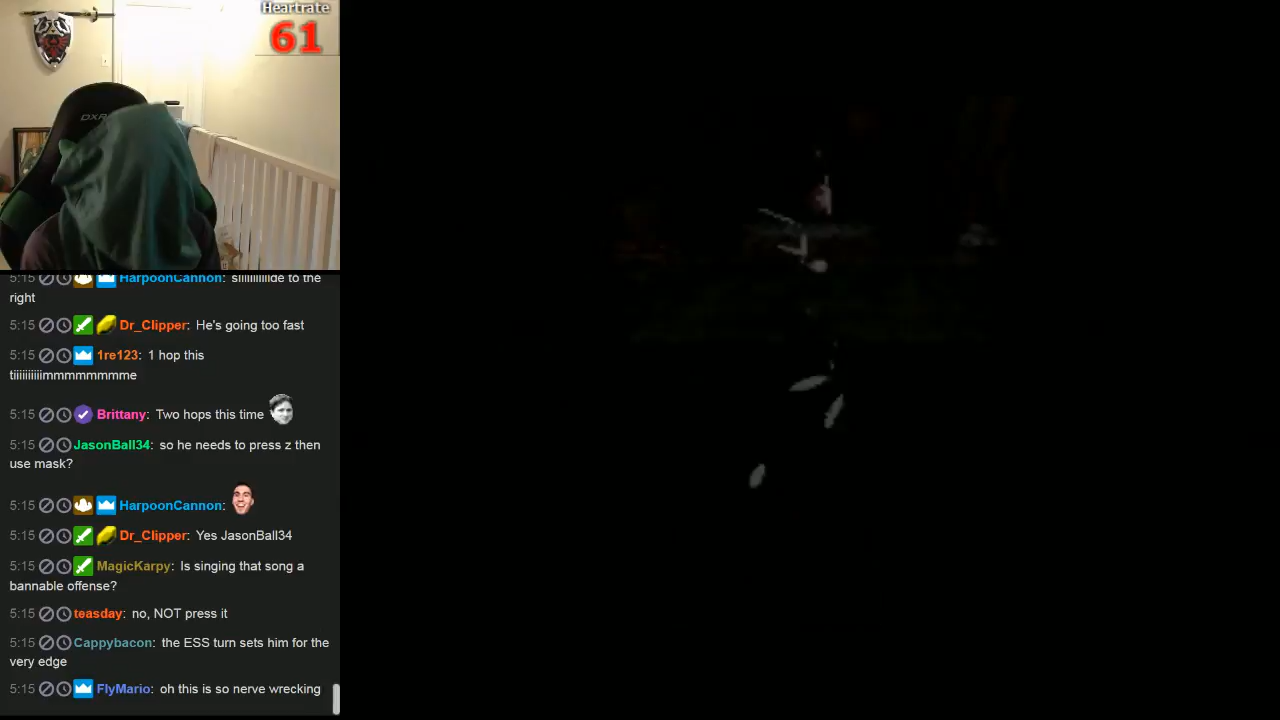 Heartrate
61
DXR
5:15 HarpoonCannon: siiiiiiiiiide to the
right
5:15 Dr_Clipper: He's going too fast
5:15 1re123: 1 hop this
tiiiiiiiiiimmmmmmmme
5:15 Brittany: Two hops this time
5:15 JasonBall34: so he needs to press z then
use mask?
5:15 HarpoonCannon:
5:15 Dr_Clipper: Yes JasonBall34
5:15 MagicKarpy: Is singing that song a
bannable offense?
5:15 teasday: no, NOT press it
5:15 Cappybacon: the ESS turn sets him for the
very edge
5:15 FlyMario: oh this is so nerve wrecking